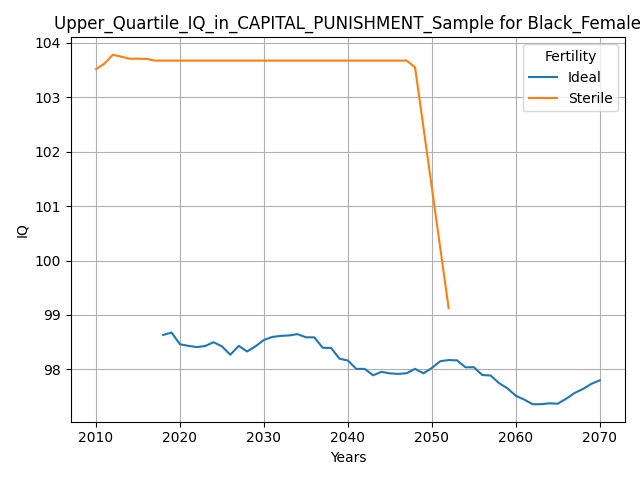 Upper_Quartile_IQ_in_CAPITAL_PUNISHMENT_Sample for Black_Female
104
103
102
101
100
99
98
IQ
Fertility
Ideal
Sterile
2010 2020 2030 2040 2050 2060 2070
Years